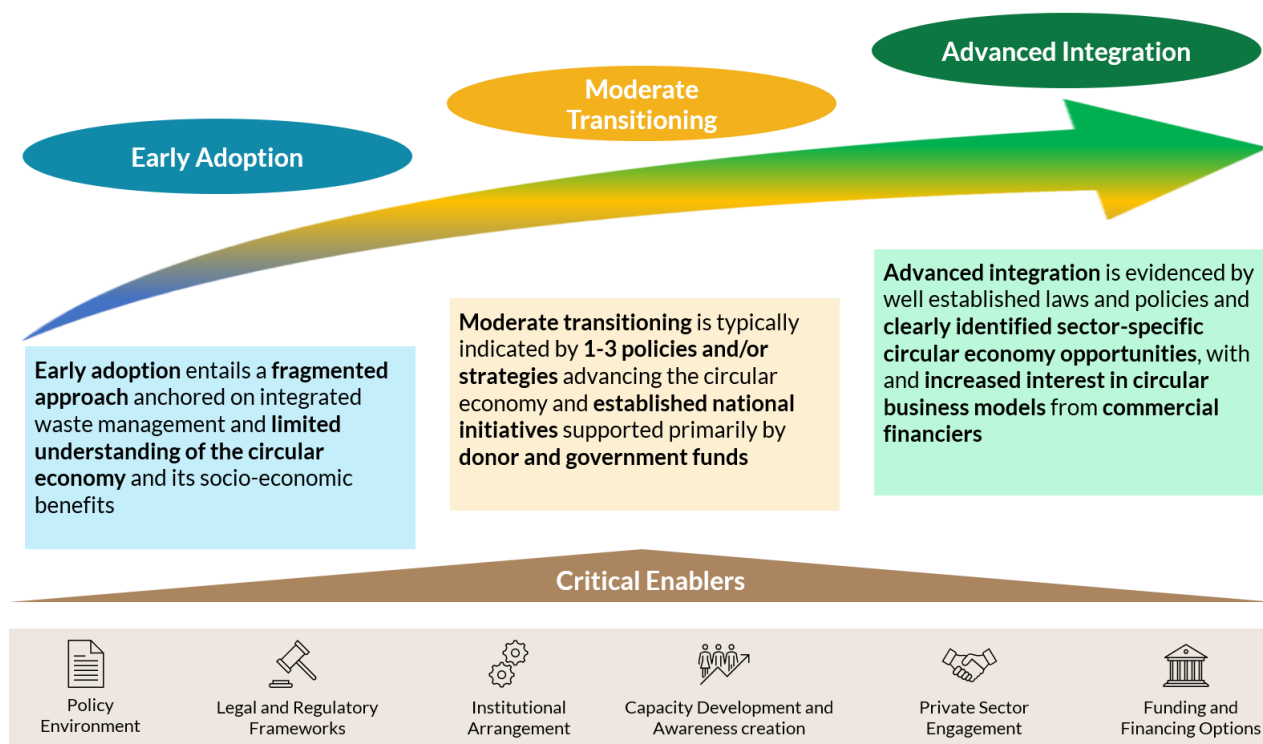 Advanced Integration
Moderate
Transitioning
Early Adoption
Early adoption entails a fragmented
approach anchored on integrated
waste management and limited
understanding of the circular
economy and its socio-economic
benefits
Moderate transitioning is typically
indicated by 1-3 policies and/or
strategies advancing the circular
economy and established national
initiatives supported primarily by
donor and government funds
Advanced integration is evidenced by
well established laws and policies and
clearly identified sector-specific
circular economy opportunities, with
and increased interest in circular
business models from commercial
financiers
Critical Enablers
Policy
Environment
Legal and Regulatory
Frameworks
Institutional
Arrangement
Capacity Development and
Awareness creation
Private Sector
Engagement
Funding and
Financing Options